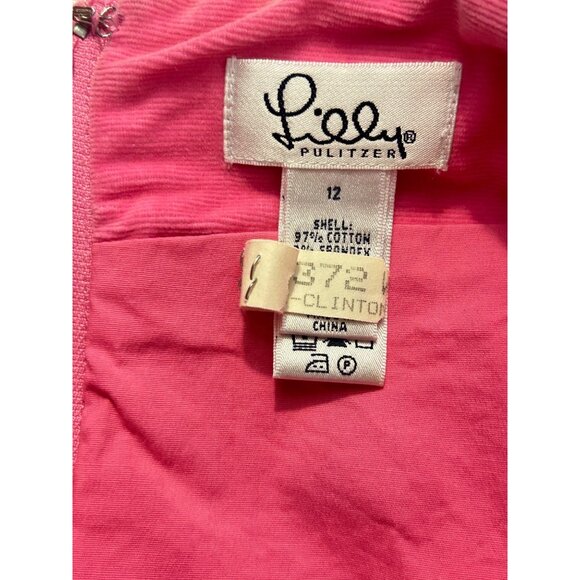 Lilly®
PULITZER
12
SHELL:
97% COTTON
3% SPANDEX
372
-CLINTON
CHINA
P